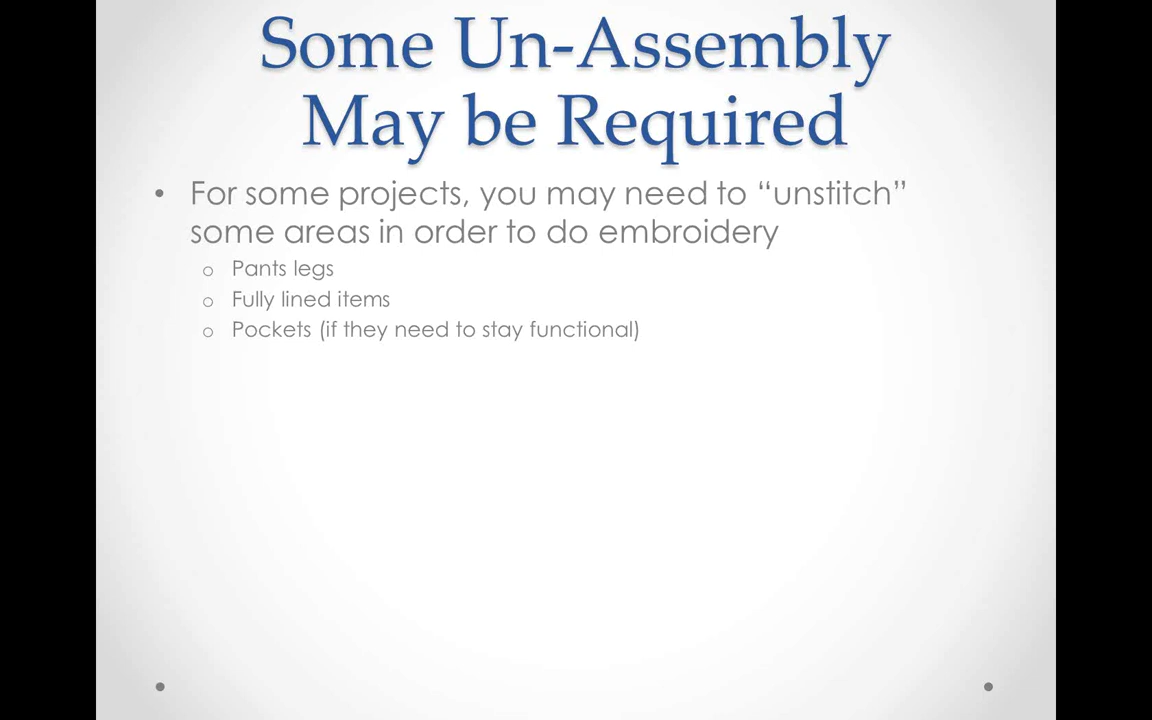 Some Un-Assembly
May be Required
• For some projects, you may need to “unstitch”
some areas in order to do embroidery
o Pants legs
o Fully lined items
o Pockets (if they need to stay functional)